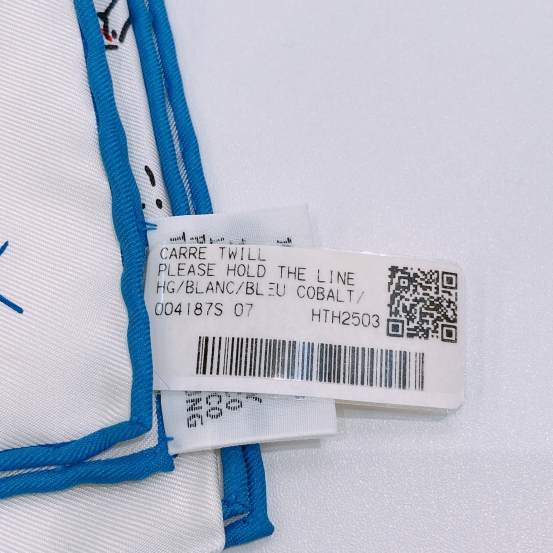 CARRE TWILL
PLEASE HOLD THE LINE
HG/BLANC/BLEU COBALT/
004187S 07 HTH2503